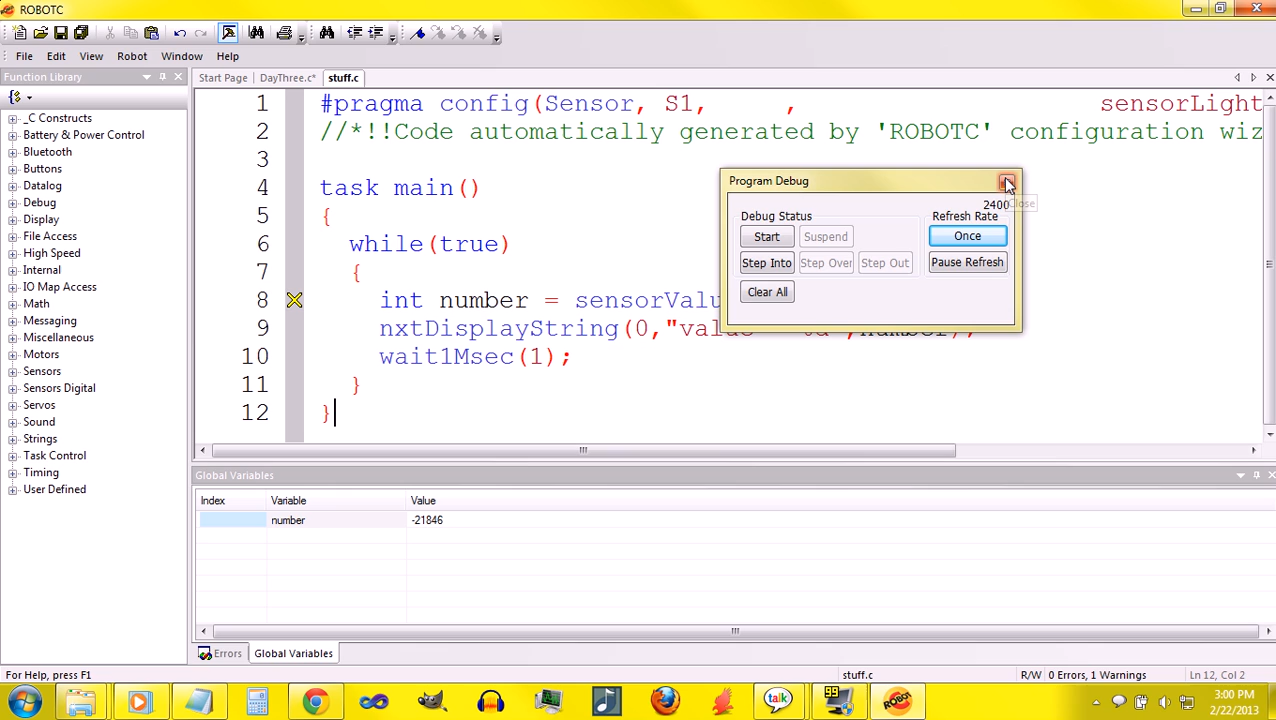 ROBOTC
File Edit View Robot Window Help
Function Library
Start Page DayThree.c* stuff.c
_C Constructs
Battery & Power Control
Bluetooth
Buttons
Datalog
Debug
Display
File Access
High Speed
Internal
IO Map Access
Math
Messaging
Miscellaneous
Motors
Sensors
Sensors Digital
Servos
Sound
Strings
Task Control
Timing
User Defined
1 #pragma config(Sensor, S1, , sensorLight
2 //*!!Code automatically generated by 'ROBOTC' configuration wiz
3
4 task main()
5 {
6 while(true)
7 {
8 int number = sensorValu
9 nxtDisplayString(0,"value number);
10 wait1Msec(1);
11 }
12 }
Program Debug
2400
Close
Debug Status Refresh Rate
Start Suspend Once
Step Into Step Over Step Out Pause Refresh
Clear All
Global Variables
Index Variable Value
number -21846
Errors Global Variables
For Help, press F1 stuff.c R/W 0 Errors, 1 Warnings Ln 12, Col 2
talk
99
ROBOT
3:00 PM
2/22/2013